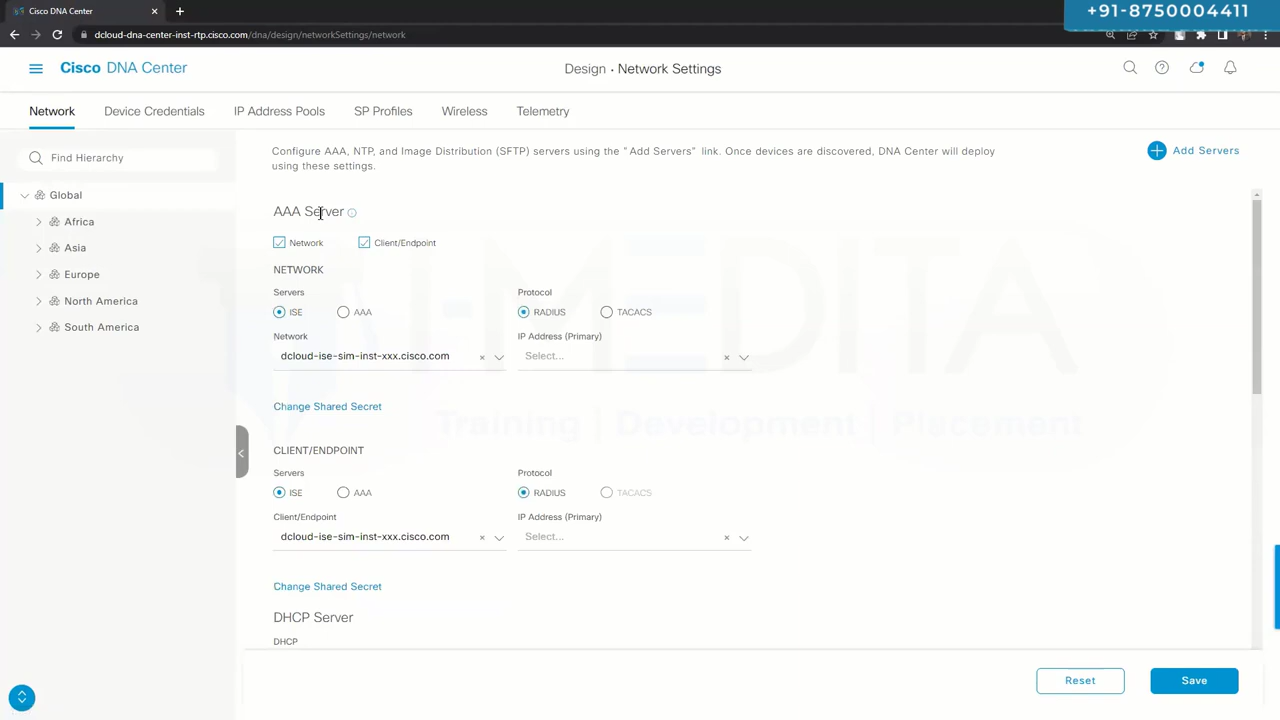 Cisco DNA Center
+91-8750004411
dcloud-dna-center-inst-rtp.cisco.com/dna/design/networkSettings/network
Cisco DNA Center
Design · Network Settings
Network Device Credentials IP Address Pools SP Profiles Wireless Telemetry
Find Hierarchy
Global
Africa
Asia
Europe
North America
South America
Configure AAA, NTP, and Image Distribution (SFTP) servers using the "Add Servers" link. Once devices are discovered, DNA Center will deploy
using these settings.
Add Servers
AAA Server
Network Client/Endpoint
NETWORK
Servers Protocol
ISE AAA RADIUS TACACS
Network IP Address (Primary)
dcloud-ise-sim-inst-xxx.cisco.com Select...
Change Shared Secret
I-MEDITA
Training | Development | Placement
CLIENT/ENDPOINT
Servers Protocol
ISE AAA RADIUS TACACS
Client/Endpoint IP Address (Primary)
dcloud-ise-sim-inst-xxx.cisco.com Select...
Change Shared Secret
DHCP Server
DHCP
Reset Save